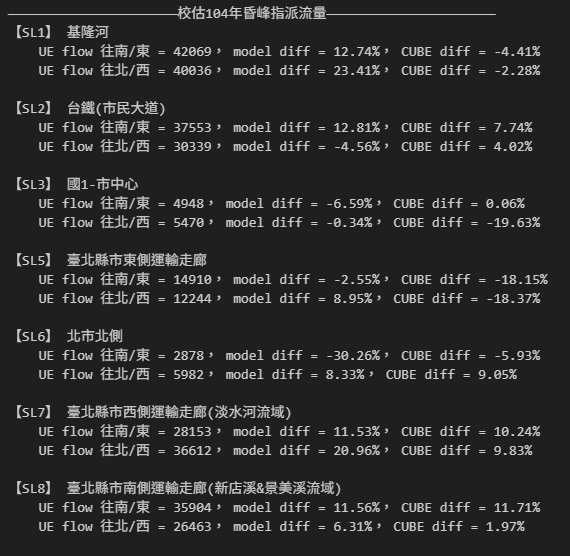 ————————————————————校估104年昏峰指派流量————————————————————
【SL1】 基隆河
UE flow 往南/東 = 42069， model diff = 12.74%， CUBE diff = -4.41%
UE flow 往北/西 = 40036， model diff = 23.41%， CUBE diff = -2.28%
【SL2】 台鐵(市民大道)
UE flow 往南/東 = 37553， model diff = 12.81%， CUBE diff = 7.74%
UE flow 往北/西 = 30339， model diff = -4.56%， CUBE diff = 4.02%
【SL3】 國1-市中心
UE flow 往南/東 = 4948， model diff = -6.59%， CUBE diff = 0.06%
UE flow 往北/西 = 5470， model diff = -0.34%， CUBE diff = -19.63%
【SL5】 臺北縣市東側運輸走廊
UE flow 往南/東 = 14910， model diff = -2.55%， CUBE diff = -18.15%
UE flow 往北/西 = 12244， model diff = 8.95%， CUBE diff = -18.37%
【SL6】 北市北側
UE flow 往南/東 = 2878， model diff = -30.26%， CUBE diff = -5.93%
UE flow 往北/西 = 5982， model diff = 8.33%， CUBE diff = 9.05%
【SL7】 臺北縣市西側運輸走廊(淡水河流域)
UE flow 往南/東 = 28153， model diff = 11.53%， CUBE diff = 10.24%
UE flow 往北/西 = 36612， model diff = 20.96%， CUBE diff = 9.83%
【SL8】 臺北縣市南側運輸走廊(新店溪&景美溪流域)
UE flow 往南/東 = 35904， model diff = 11.56%， CUBE diff = 11.71%
UE flow 往北/西 = 26463， model diff = 6.31%， CUBE diff = 1.97%